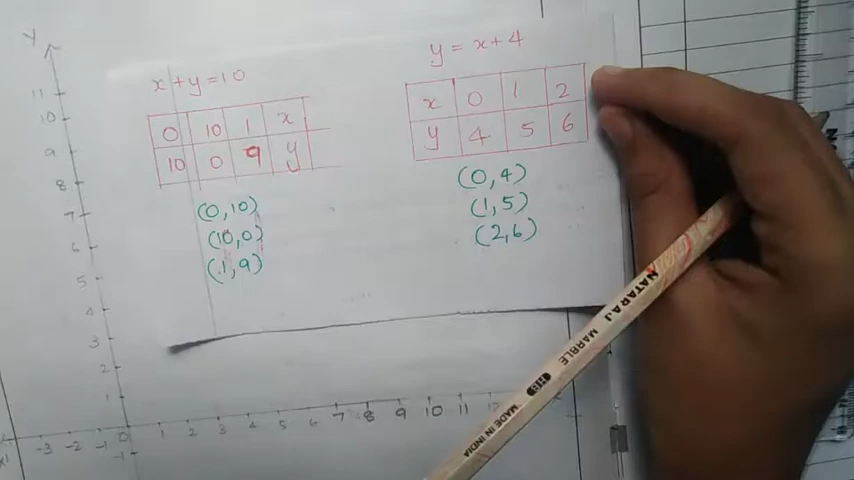 Y
x+y=10
0 10 1 x
10 0 9 y
(0,10)
(10,0)
(1,9)
y = x+4
x 0 1 2
y 4 5 6
(0,4)
(1,5)
(2,6)
11
10
9
8
7
6
5
4
3
2
1
-3 -2 -1 0 1 2 3 4 5 6 7 8 9 10 11 12
-1
NATARAJ
MARBLE
HB
MADE IN INDIA